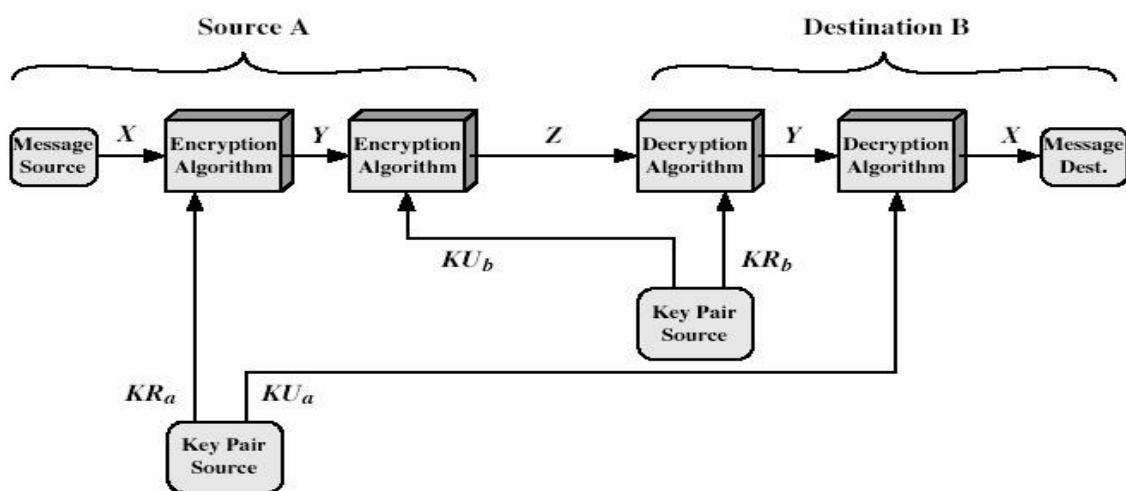 Source A
Destination B
Message
Source
X
Encryption
Algorithm
Y
Encryption
Algorithm
Z
Decryption
Algorithm
Y
Decryption
Algorithm
X
Message
Dest.
KUb
KRb
Key Pair
Source
KRa
KUa
Key Pair
Source